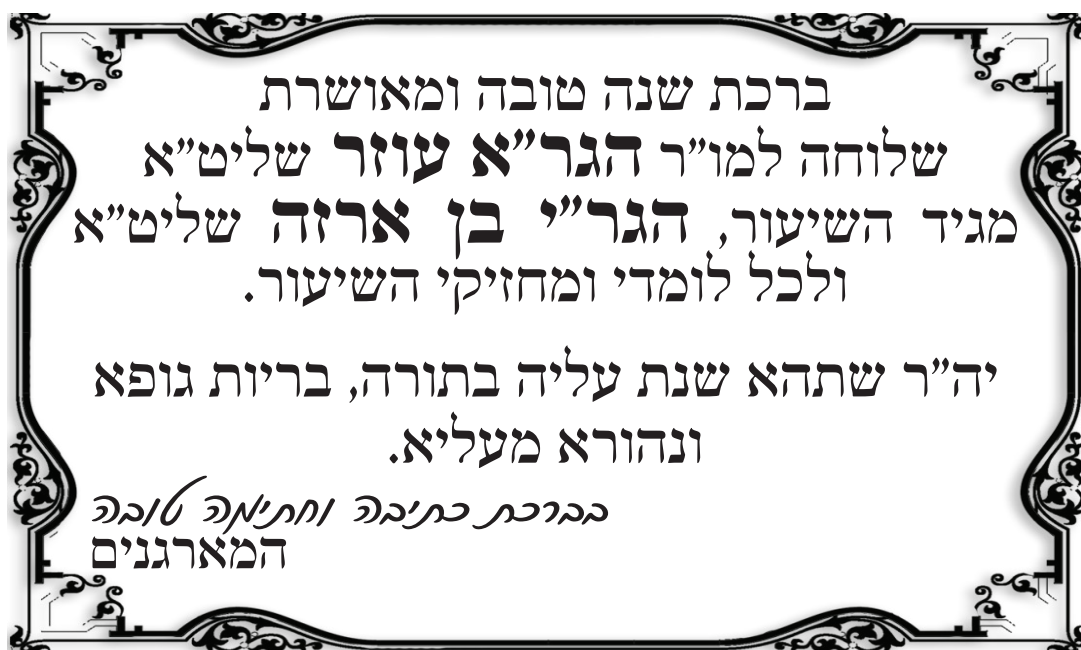 ברכת שנה טובה ומאושרת
שלוחה למו״ר הגר״א עוזר שליט״א
מגיד השיעור, הגר״י בן ארזה שליט״א
ולכל לומדי ומחזיקי השיעור.
יה״ר שתהא שנת עליה בתורה, בריות גופא
ונהורא מעליא.
בברכת כתיבה וחתימה טובה
המארגנים